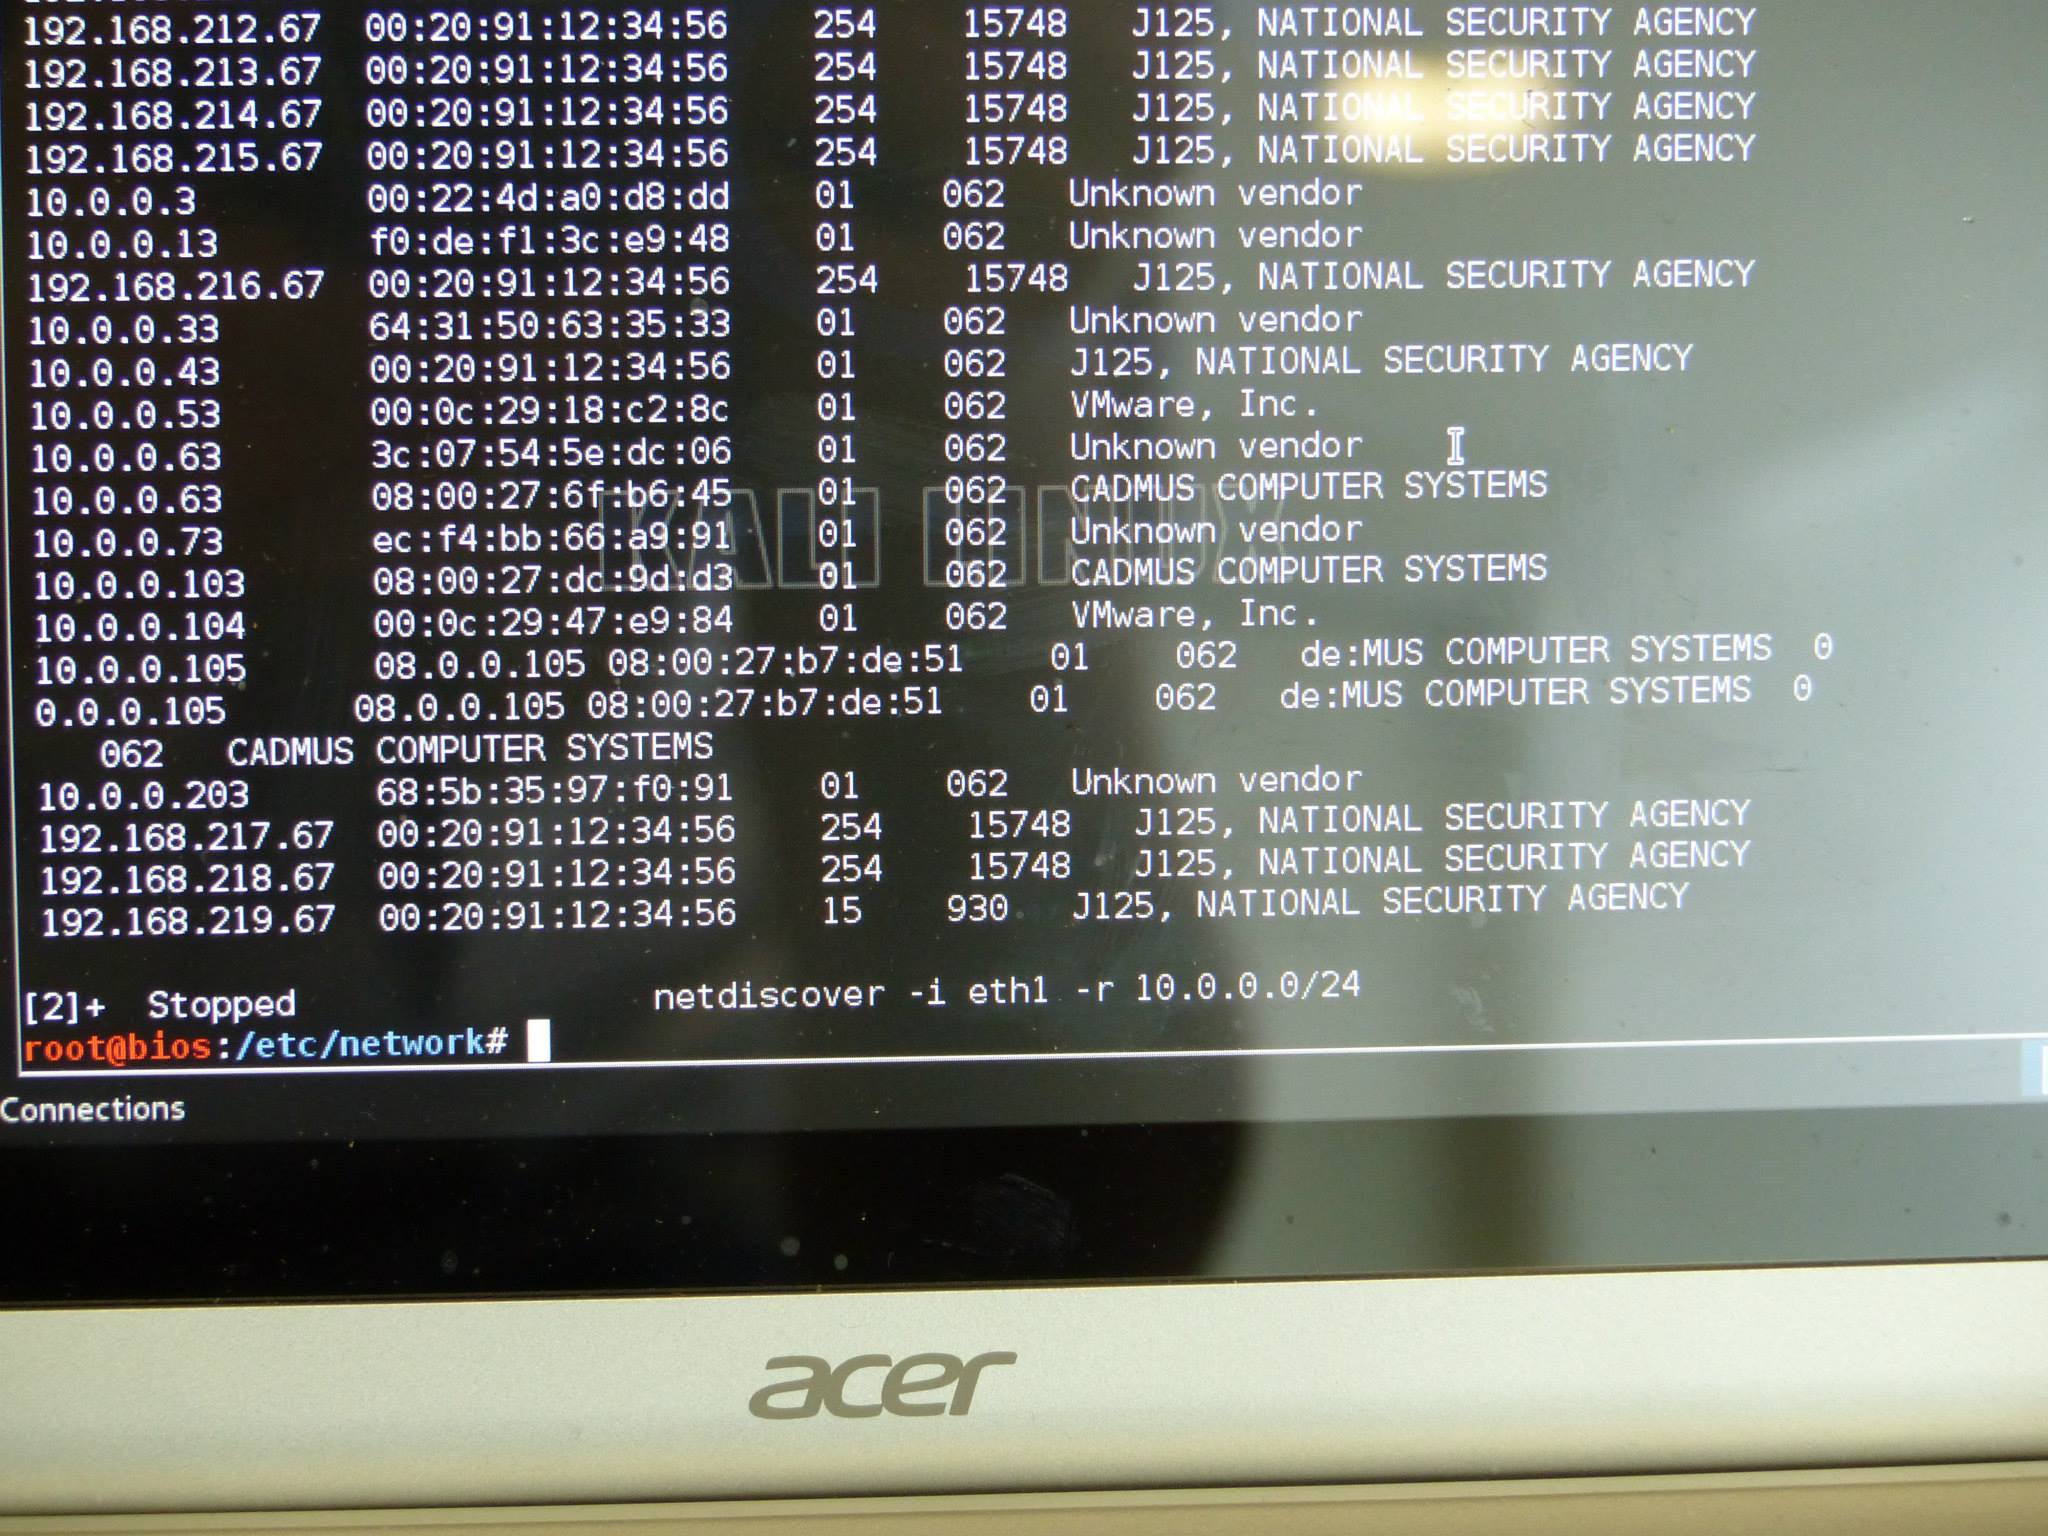 192.168.212.67 00:20:91:12:34:56 254 15748 J125, NATIONAL SECURITY AGENCY
192.168.213.67 00:20:91:12:34:56 254 15748 J125, NATIONAL SECURITY AGENCY
192.168.214.67 00:20:91:12:34:56 254 15748 J125, NATIONAL SECURITY AGENCY
192.168.215.67 00:20:91:12:34:56 254 15748 J125, NATIONAL SECURITY AGENCY
10.0.0.3 00:22:4d:a0:d8:dd 01 062 Unknown vendor
10.0.0.13 f0:de:f1:3c:e9:48 01 062 Unknown vendor
192.168.216.67 00:20:91:12:34:56 254 15748 J125, NATIONAL SECURITY AGENCY
10.0.0.33 64:31:50:63:35:33 01 062 Unknown vendor
10.0.0.43 00:20:91:12:34:56 01 062 J125, NATIONAL SECURITY AGENCY
10.0.0.53 00:0c:29:18:c2:8c 01 062 VMware, Inc.
10.0.0.63 3c:07:54:5e:dc:06 01 062 Unknown vendor
10.0.0.63 08:00:27:6f:b6:45 01 062 CADMUS COMPUTER SYSTEMS
10.0.0.73 ec:f4:bb:66:a9:91 01 062 Unknown vendor
10.0.0.103 08:00:27:dc:9d:d3 01 062 CADMUS COMPUTER SYSTEMS
10.0.0.104 00:0c:29:47:e9:84 01 062 VMware, Inc.
10.0.0.105 08.0.0.105 08:00:27:b7:de:51 01 062 de:MUS COMPUTER SYSTEMS 0
0.0.0.105 08.0.0.105 08:00:27:b7:de:51 01 062 de:MUS COMPUTER SYSTEMS 0
062 CADMUS COMPUTER SYSTEMS
10.0.0.203 68:5b:35:97:f0:91 01 062 Unknown vendor
192.168.217.67 00:20:91:12:34:56 254 15748 J125, NATIONAL SECURITY AGENCY
192.168.218.67 00:20:91:12:34:56 254 15748 J125, NATIONAL SECURITY AGENCY
192.168.219.67 00:20:91:12:34:56 15 930 J125, NATIONAL SECURITY AGENCY
[2]+ Stopped netdiscover -i eth1 -r 10.0.0.0/24
root@bios:/etc/network#
KALI LINUX
Connections
acer